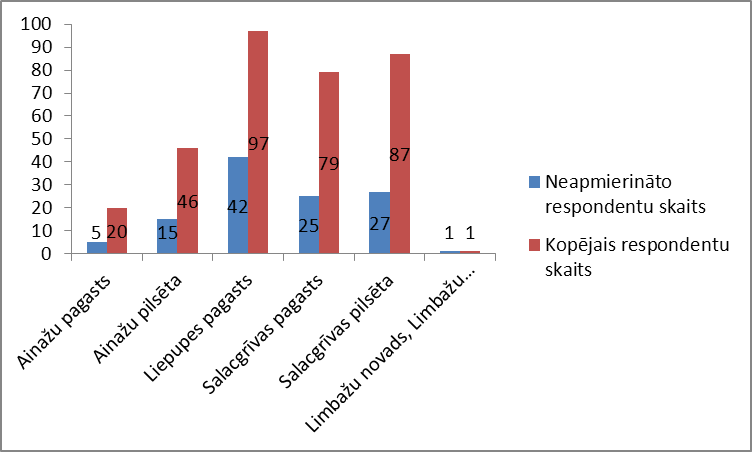 100
90
80
70
60
50
40
30
20
10
0
5 20
15 46
42 97
25 79
27 87
1 1
Ainažu pagasts
Ainažu pilsēta
Liepupes pagasts
Salacgrīvas pagasts
Salacgrīvas pilsēta
Limbažu novads, Limbažu...
Neapmierināto
respondentu skaits
Kopējais respondentu
skaits